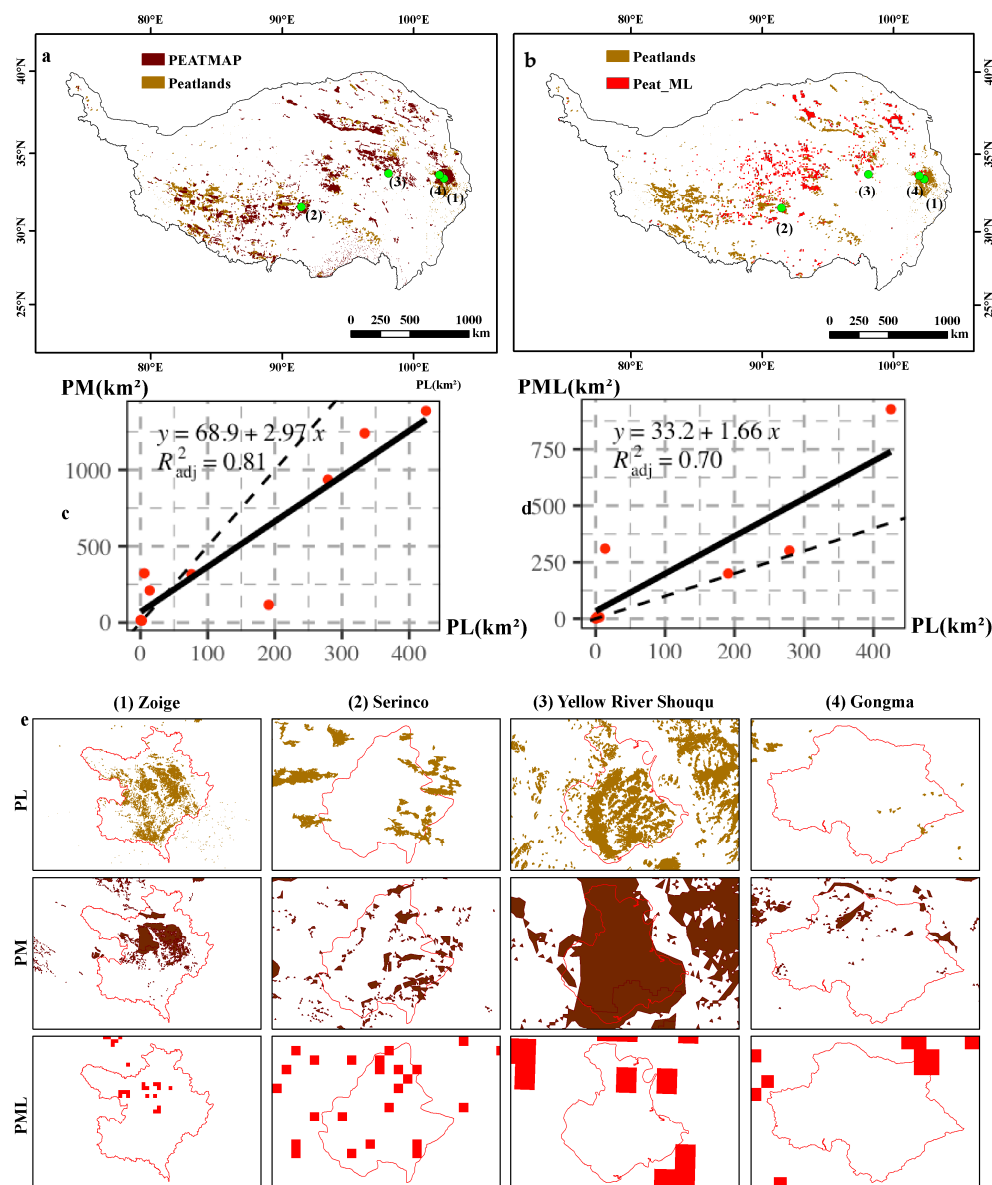 80°E 90°E 100°E 80°E 90°E 100°E
a PEATMAP b Peatlands
Peatlands Peat_ML
40°N 40°N
35°N 35°N
30°N 30°N
25°N 25°N
(3) (4) (1) (2) (3) (4) (1) (2)
0 250 500 1000 0 250 500 1000
km km
80°E 90°E 100°E 80°E 90°E 100°E
PM(km²) PL(km²) PML(km²)
y = 68.9 + 2.97 x
R²adj = 0.81
1000
500
0
c
0 100 200 300 400
PL(km²)
y = 33.2 + 1.66 x
R²adj = 0.70
750
500
250
0
d
0 100 200 300 400
PL(km²)
(1) Zoige (2) Serinco (3) Yellow River Shouqu (4) Gongma
e
PL
PM
PML